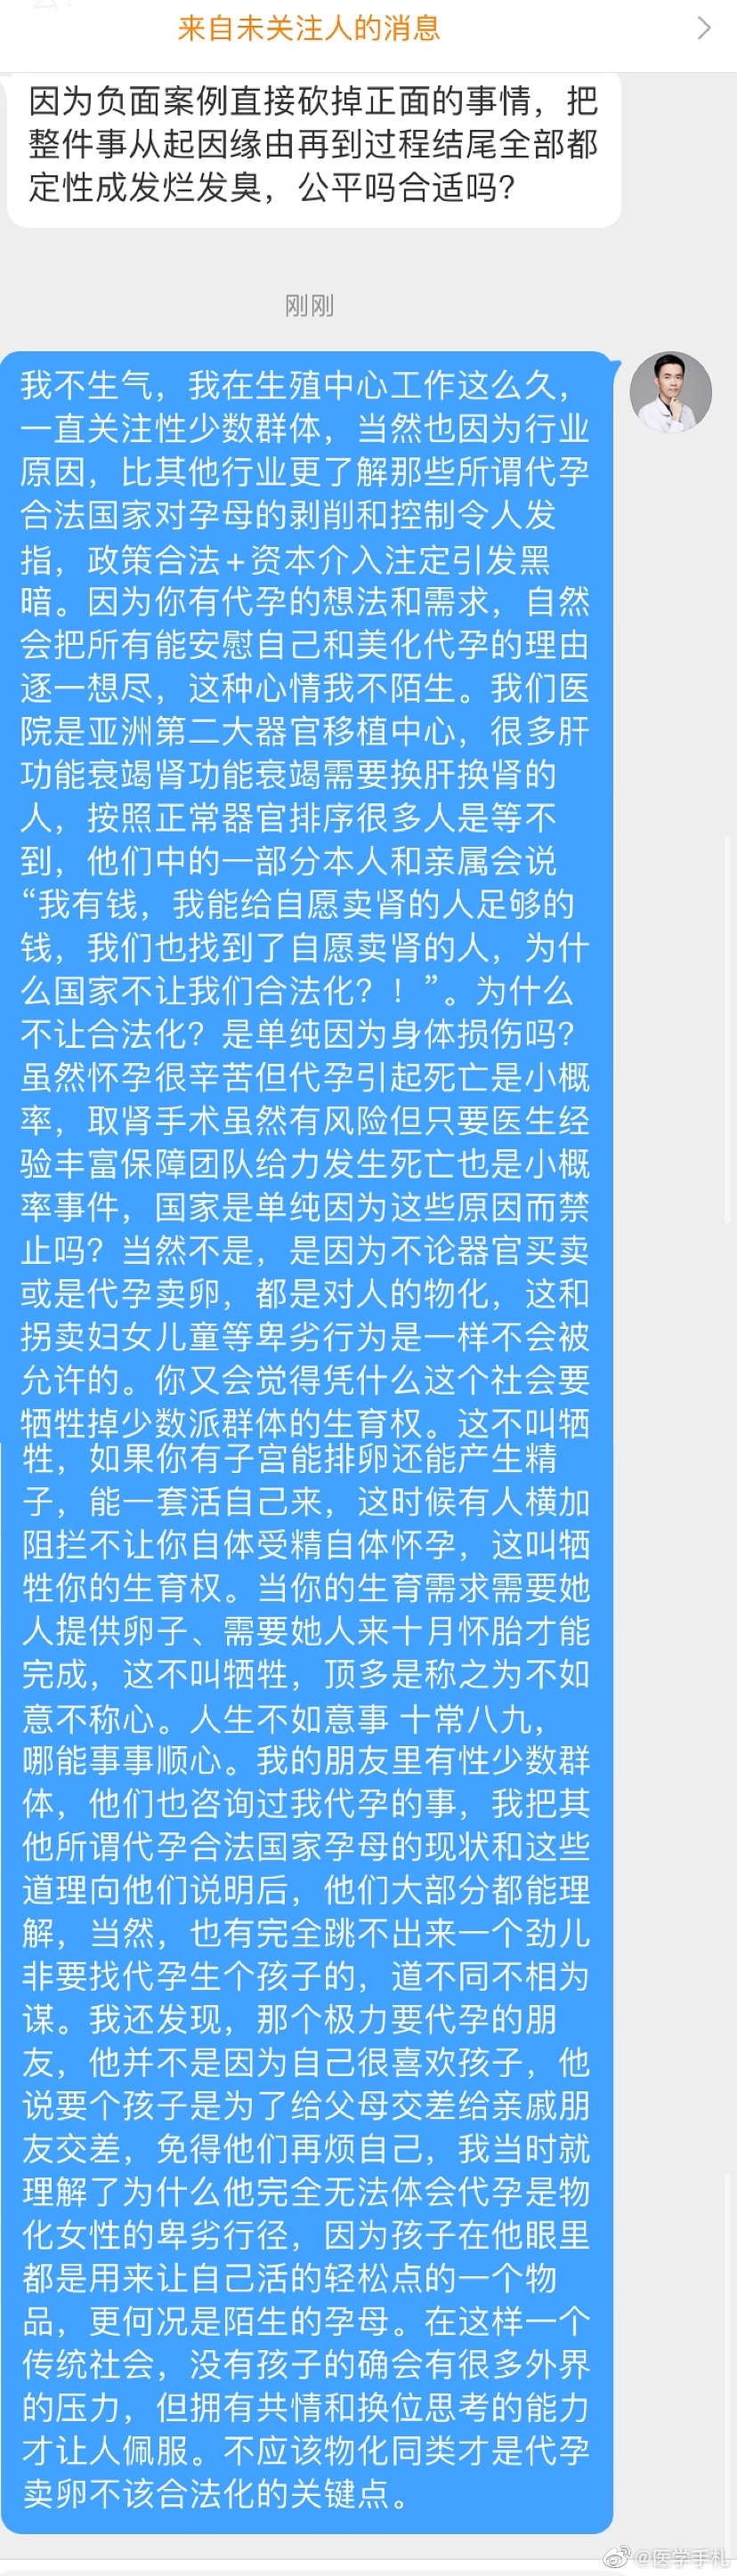 来自未关注人的消息
因为负面案例直接砍掉正面的事情，把
整件事从起因缘由再到过程结尾全部都
定性成发烂发臭，公平吗合适吗？
刚刚
我不生气，我在生殖中心工作这么久，
一直关注性少数群体，当然也因为行业
原因，比其他行业更了解那些所谓代孕
合法国家对孕母的剥削和控制令人发
指，政策合法+资本介入注定引发黑
暗。因为你有代孕的想法和需求，自然
会把所有能安慰自己和美化代孕的理由
逐一想尽，这种心情我不陌生。我们医
院是亚洲第二大器官移植中心，很多肝
功能衰竭肾功能衰竭需要换肝换肾的
人，按照正常器官排序很多人是等不
到，他们中的一部分本人和亲属会说
“我有钱，我能给自愿卖肾的人足够的
钱，我们也找到了自愿卖肾的人，为什
么国家不让我们合法化？！”。为什么
不让合法化？是单纯因为身体损伤吗？
虽然怀孕很辛苦但代孕引起死亡是小概
率，取肾手术虽然有风险但只要医生经
验丰富保障团队给力发生死亡也是小概
率事件，国家是单纯因为这些原因而禁
止吗？当然不是，是因为不论器官买卖
或是代孕卖卵，都是对人的物化，这和
拐卖妇女儿童等卑劣行为是一样不会被
允许的。你又会觉得凭什么这个社会要
牺牲掉少数派群体的生育权。这不叫牺
牲，如果你有子宫能排卵还能产生精
子，能一套活自己来，这时候有人横加
阻拦不让你自体受精自体怀孕，这叫牺
牲你的生育权。当你的生育需求需要她
人提供卵子、需要她人来十月怀胎才能
完成，这不叫牺牲，顶多是称之为不如
意不称心。人生不如意事 十常八九，
哪能事事顺心。我的朋友里有性少数群
体，他们也咨询过我代孕的事，我把其
他所谓代孕合法国家孕母的现状和这些
道理向他们说明后，他们大部分都能理
解，当然，也有完全跳不出来一个劲儿
非要找代孕生个孩子的，道不同不相为
谋。我还发现，那个极力要代孕的朋
友，他并不是因为自己很喜欢孩子，他
说要个孩子是为了给父母交差给亲戚朋
友交差，免得他们再烦自己，我当时就
理解了为什么他完全无法体会代孕是物
化女性的卑劣行径，因为孩子在他眼里
都是用来让自己活的轻松点的一个物
品，更何况是陌生的孕母。在这样一个
传统社会，没有孩子的确会有很多外界
的压力，但拥有共情和换位思考的能力
才让人佩服。不应该物化同类才是代孕
卖卵不该合法化的关键点。
@医学手札